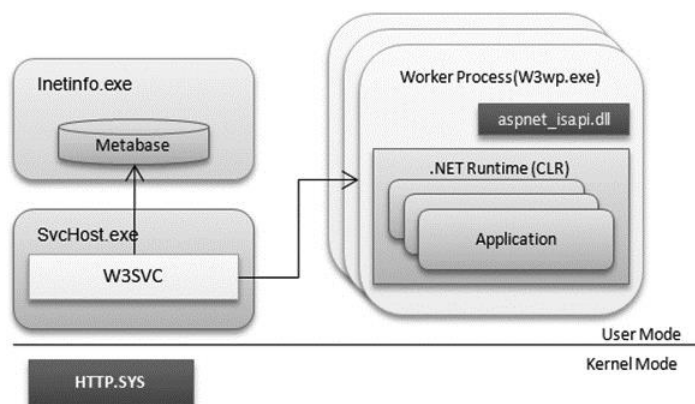 Inetinfo.exe
Metabase
SvcHost.exe
W3SVC
Worker Process(W3wp.exe)
aspnet_isapi.dll
.NET Runtime (CLR)
Application
User Mode
Kernel Mode
HTTP.SYS